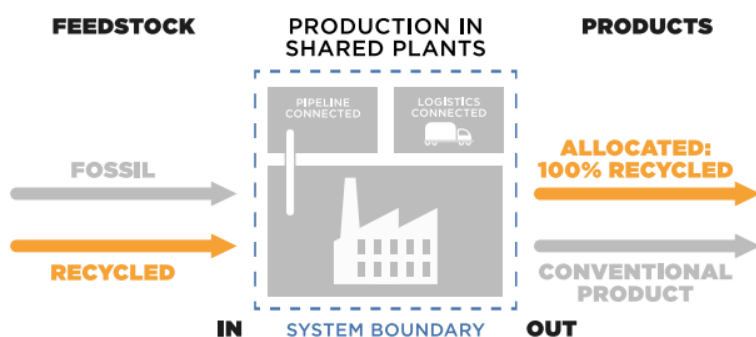 FEEDSTOCK
PRODUCTION IN
SHARED PLANTS
PRODUCTS
PIPELINE
CONNECTED
LOGISTICS
CONNECTED
FOSSIL
RECYCLED
ALLOCATED:
100% RECYCLED
CONVENTIONAL
PRODUCT
IN
SYSTEM BOUNDARY
OUT